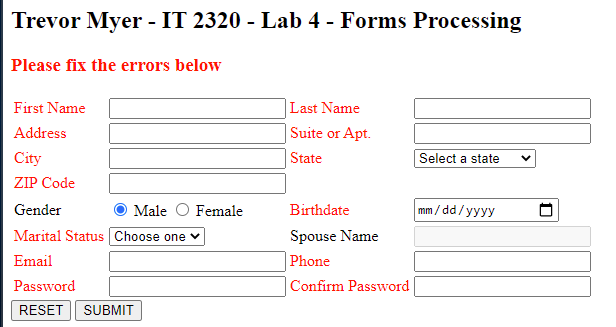 Trevor Myer - IT 2320 - Lab 4 - Forms Processing
Please fix the errors below
First Name Last Name
Address Suite or Apt.
City State Select a state
ZIP Code
Gender Male Female Birthdate mm/dd/yyyy
Marital Status Choose one Spouse Name
Email Phone
Password Confirm Password
RESET SUBMIT